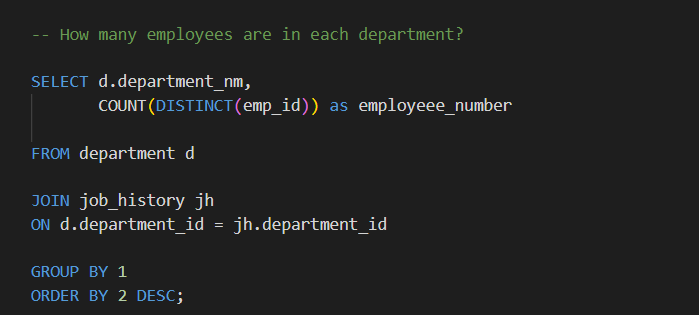 -- How many employees are in each department?
SELECT d.department_nm,
COUNT(DISTINCT(emp_id)) as employeee_number
FROM department d
JOIN job_history jh
ON d.department_id = jh.department_id
GROUP BY 1
ORDER BY 2 DESC;